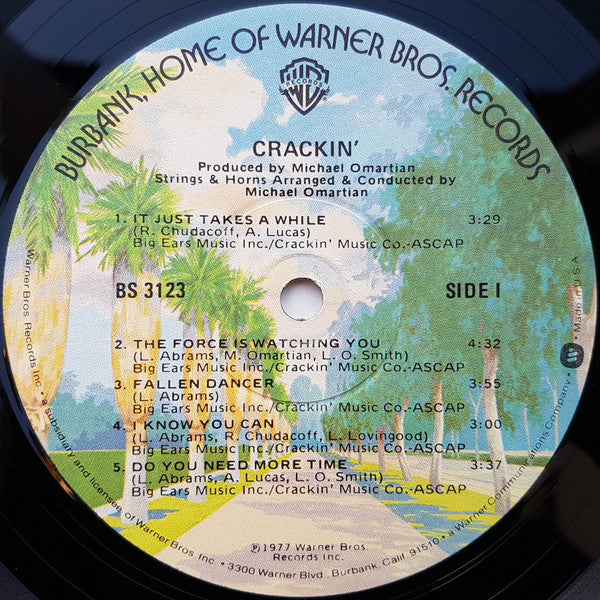 BURBANK, HOME OF WARNER BROS. RECORDS
WB
RECORDS
CRACKIN'
Produced by Michael Omartian
Strings & Horns Arranged & Conducted by
Michael Omartian
1. IT JUST TAKES A WHILE 3:29
(R. Chudacoff, A. Lucas)
Big Ears Music Inc./Crackin' Music Co.-ASCAP
BS 3123 SIDE I
2. THE FORCE IS WATCHING YOU 4:32
(L. Abrams, M. Omartian, L. O. Smith)
Big Ears Music Inc./Crackin' Music Co.-ASCAP
3. FALLEN DANCER 3:55
(L. Abrams)
Big Ears Music Inc./Crackin' Music Co.-ASCAP
4. I KNOW YOU CAN 3:00
(L. Abrams, R. Chudacoff, L. Lovingood)
Big Ears Music Inc./Crackin' Music Co.-ASCAP
5. DO YOU NEED MORE TIME 3:37
(L. Abrams, A. Lucas, L. O. Smith)
Big Ears Music Inc./Crackin' Music Co.-ASCAP
℗1977 Warner Bros.
Records Inc.
Warner Bros. Records Inc. • a subsidiary and licensee of Warner Bros. Inc. • 3300 Warner Blvd., Burbank, Calif. 91510 • a Warner Communications Company • Made in U.S.A.